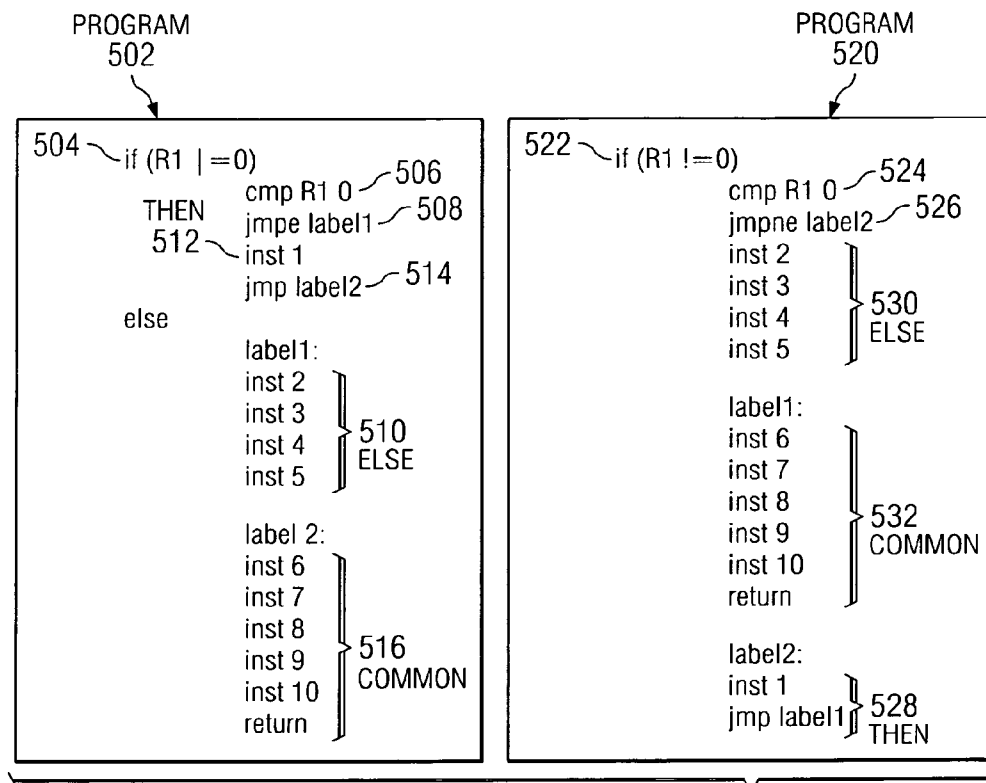 PROGRAM
502
504
if (R1 | =0)
cmp R1 0
506
THEN
jmpe label1
508
512
inst 1
jmp label2
514
else
label1:
inst 2
inst 3
inst 4
inst 5
510
ELSE
label 2:
inst 6
inst 7
inst 8
inst 9
inst 10
return
516
COMMON
PROGRAM
520
522
if (R1 !=0)
cmp R1 0
524
jmpne label2
526
inst 2
inst 3
inst 4
inst 5
530
ELSE
label1:
inst 6
inst 7
inst 8
inst 9
inst 10
return
532
COMMON
label2:
inst 1
jmp label1
528
THEN